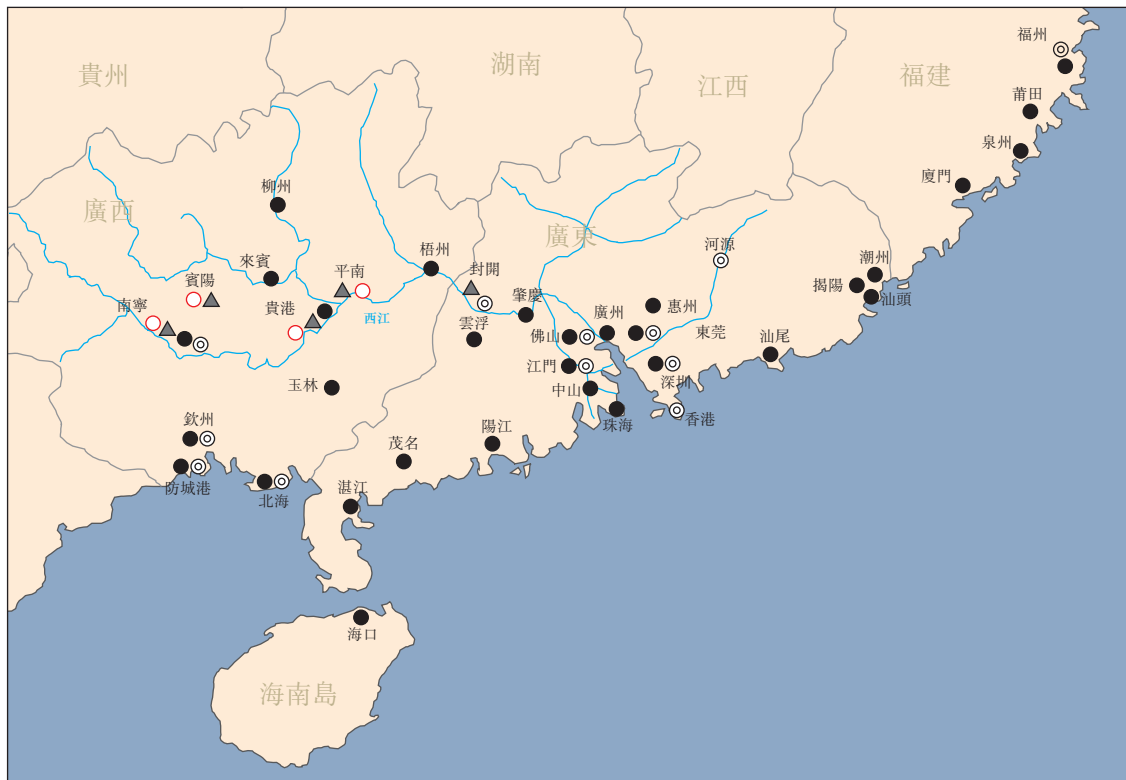 福州
湖南
貴州
江西
福建
莆田
泉州
廈門
柳州
廣西
廣東
河源
來賓
梧州
平南
封開
潮州
賓陽
揭陽
汕頭
南寧
貴港
肇慶
惠州
西江
雲浮
廣州
佛山
東莞
汕尾
江門
深圳
玉林
中山
珠海
香港
欽州
陽江
茂名
防城港
北海
湛江
海口
海南島